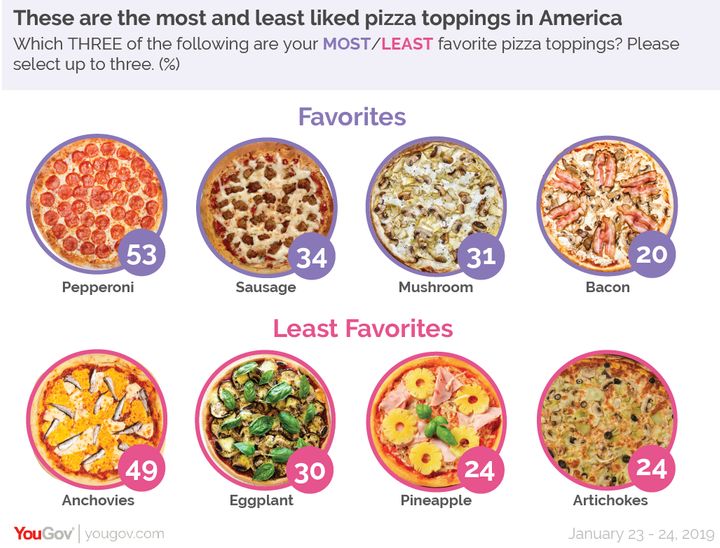 These are the most and least liked pizza toppings in America
Which THREE of the following are your MOST/LEAST favorite pizza toppings? Please
select up to three. (%)
Favorites
53 34 31 20
Pepperoni Sausage Mushroom Bacon
Least Favorites
49 30 24 24
Anchovies Eggplant Pineapple Artichokes
YouGov® | yougov.com January 23 - 24, 2019